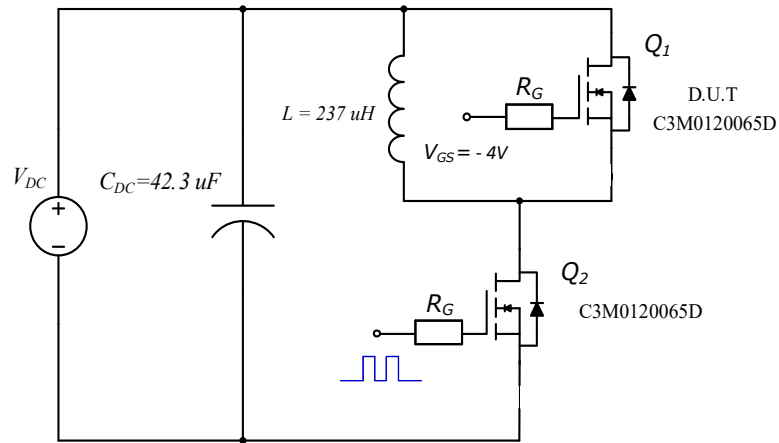 Q1
RG
D.U.T
C3M0120065D
L = 237 uH
VGS = - 4V
VDC
CDC=42.3 uF
+
−
Q2
RG
C3M0120065D